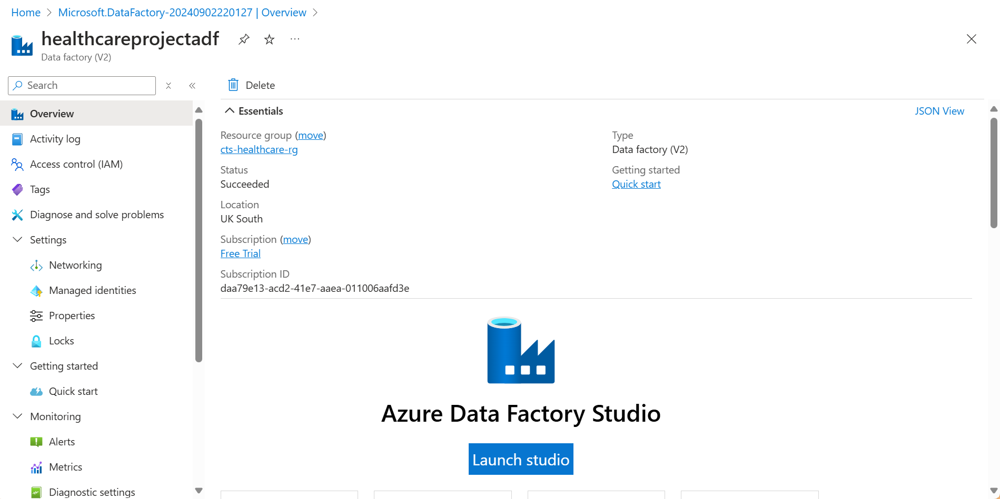 Home > Microsoft.DataFactory-20240902220127 | Overview >
healthcareprojectadf
Data factory (V2)
Search
Overview
Activity log
Access control (IAM)
Tags
Diagnose and solve problems
Settings
Networking
Managed identities
Properties
Locks
Getting started
Quick start
Monitoring
Alerts
Metrics
Diagnostic settings
Delete
Essentials
JSON View
Resource group (move)
cts-healthcare-rg
Status
Succeeded
Location
UK South
Subscription (move)
Free Trial
Subscription ID
daa79e13-acd2-41e7-aaea-011006aafd3e
Type
Data factory (V2)
Getting started
Quick start
Azure Data Factory Studio
Launch studio